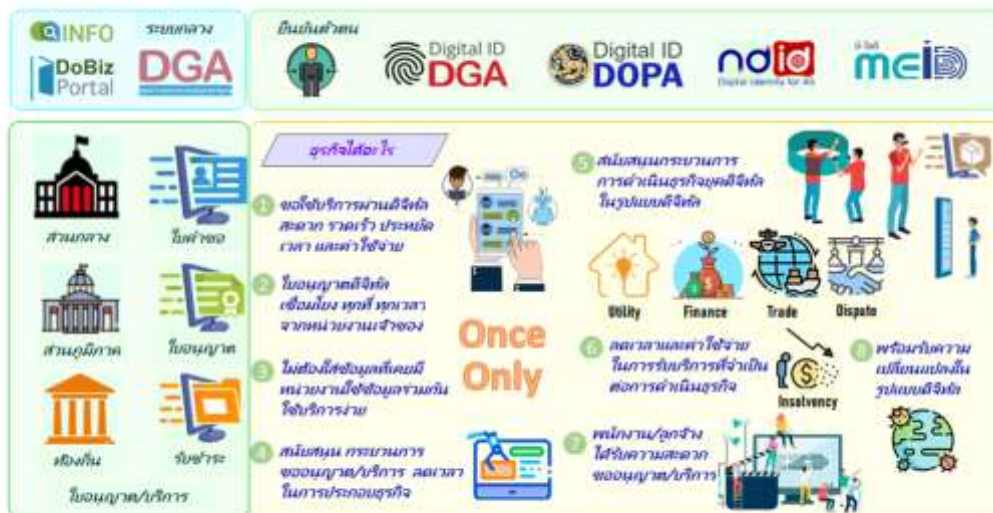 INFO
ระบบกลาง
DoBiz
Portal
DGA
ยืนยันตัวตน
Digital ID
DGA
Digital ID
DOPA
ndid
Digital Identity for All
มี ไอดี
meID
ส่วนกลาง
ใบคำขอ
ส่วนภูมิภาค
ใบอนุญาต
ท้องถิ่น
รับชำระ
ใบอนุญาต/บริการ
ธุรกิจได้อะไร
1 ขอใช้บริการผ่านดิจิทัล
สะดวก รวดเร็ว ประหยัด
เวลา และค่าใช้จ่าย
2 ใบอนุญาตดิจิทัล
เชื่อมโยง ทุกที่ ทุกเวลา
จากหน่วยงานเจ้าของ
3 ไม่ต้องใส่ข้อมูลที่เคยมี
หน่วยงานใช้ข้อมูลร่วมกัน
ใช้บริการง่าย
4 สนับสนุน กระบวนการ
ขออนุญาต/บริการ ลดเวลา
ในการประกอบธุรกิจ
Once
Only
5 สนับสนุนกระบวนการ
การดำเนินธุรกิจยุคดิจิทัล
ในรูปแบบดิจิทัล
Utility
Finance
Trade
Dispute
6 ลดเวลาและค่าใช้จ่าย
ในการรับบริการที่จำเป็น
ต่อการดำเนินธุรกิจ
Insolvency
7 พนักงาน/ลูกจ้าง
ได้รับความสะดวก
ขออนุญาต/บริการ
8 พร้อมรับความ
เปลี่ยนแปลงใน
รูปแบบดิจิทัล